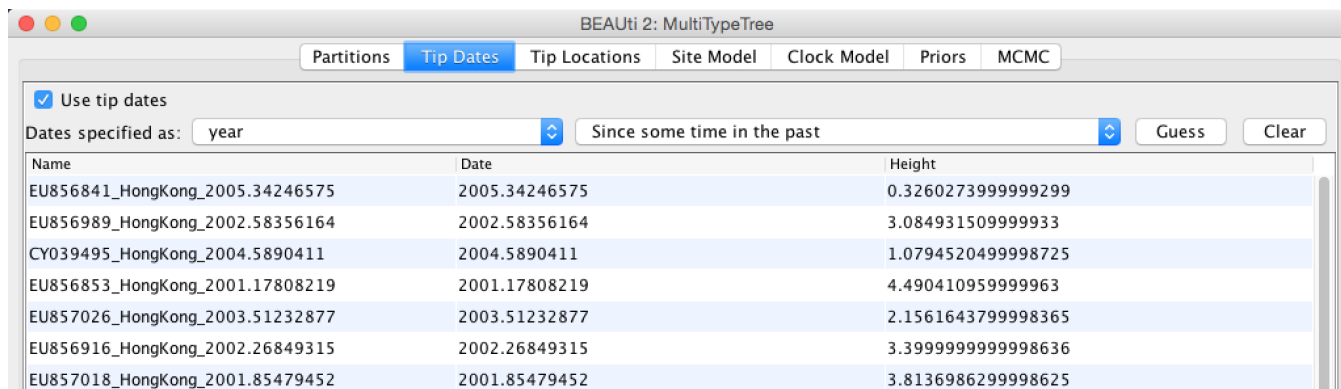 BEAUti 2: MultiTypeTree
Partitions Tip Dates Tip Locations Site Model Clock Model Priors MCMC
Use tip dates
Dates specified as: year Since some time in the past Guess Clear
Name Date Height
EU856841_HongKong_2005.34246575 2005.34246575 0.3260273999999299
EU856989_HongKong_2002.58356164 2002.58356164 3.084931509999933
CY039495_HongKong_2004.5890411 2004.5890411 1.0794520499998725
EU856853_HongKong_2001.17808219 2001.17808219 4.490410959999963
EU857026_HongKong_2003.51232877 2003.51232877 2.1561643799998365
EU856916_HongKong_2002.26849315 2002.26849315 3.3999999999998636
EU857018_HongKong_2001.85479452 2001.85479452 3.8136986299998625